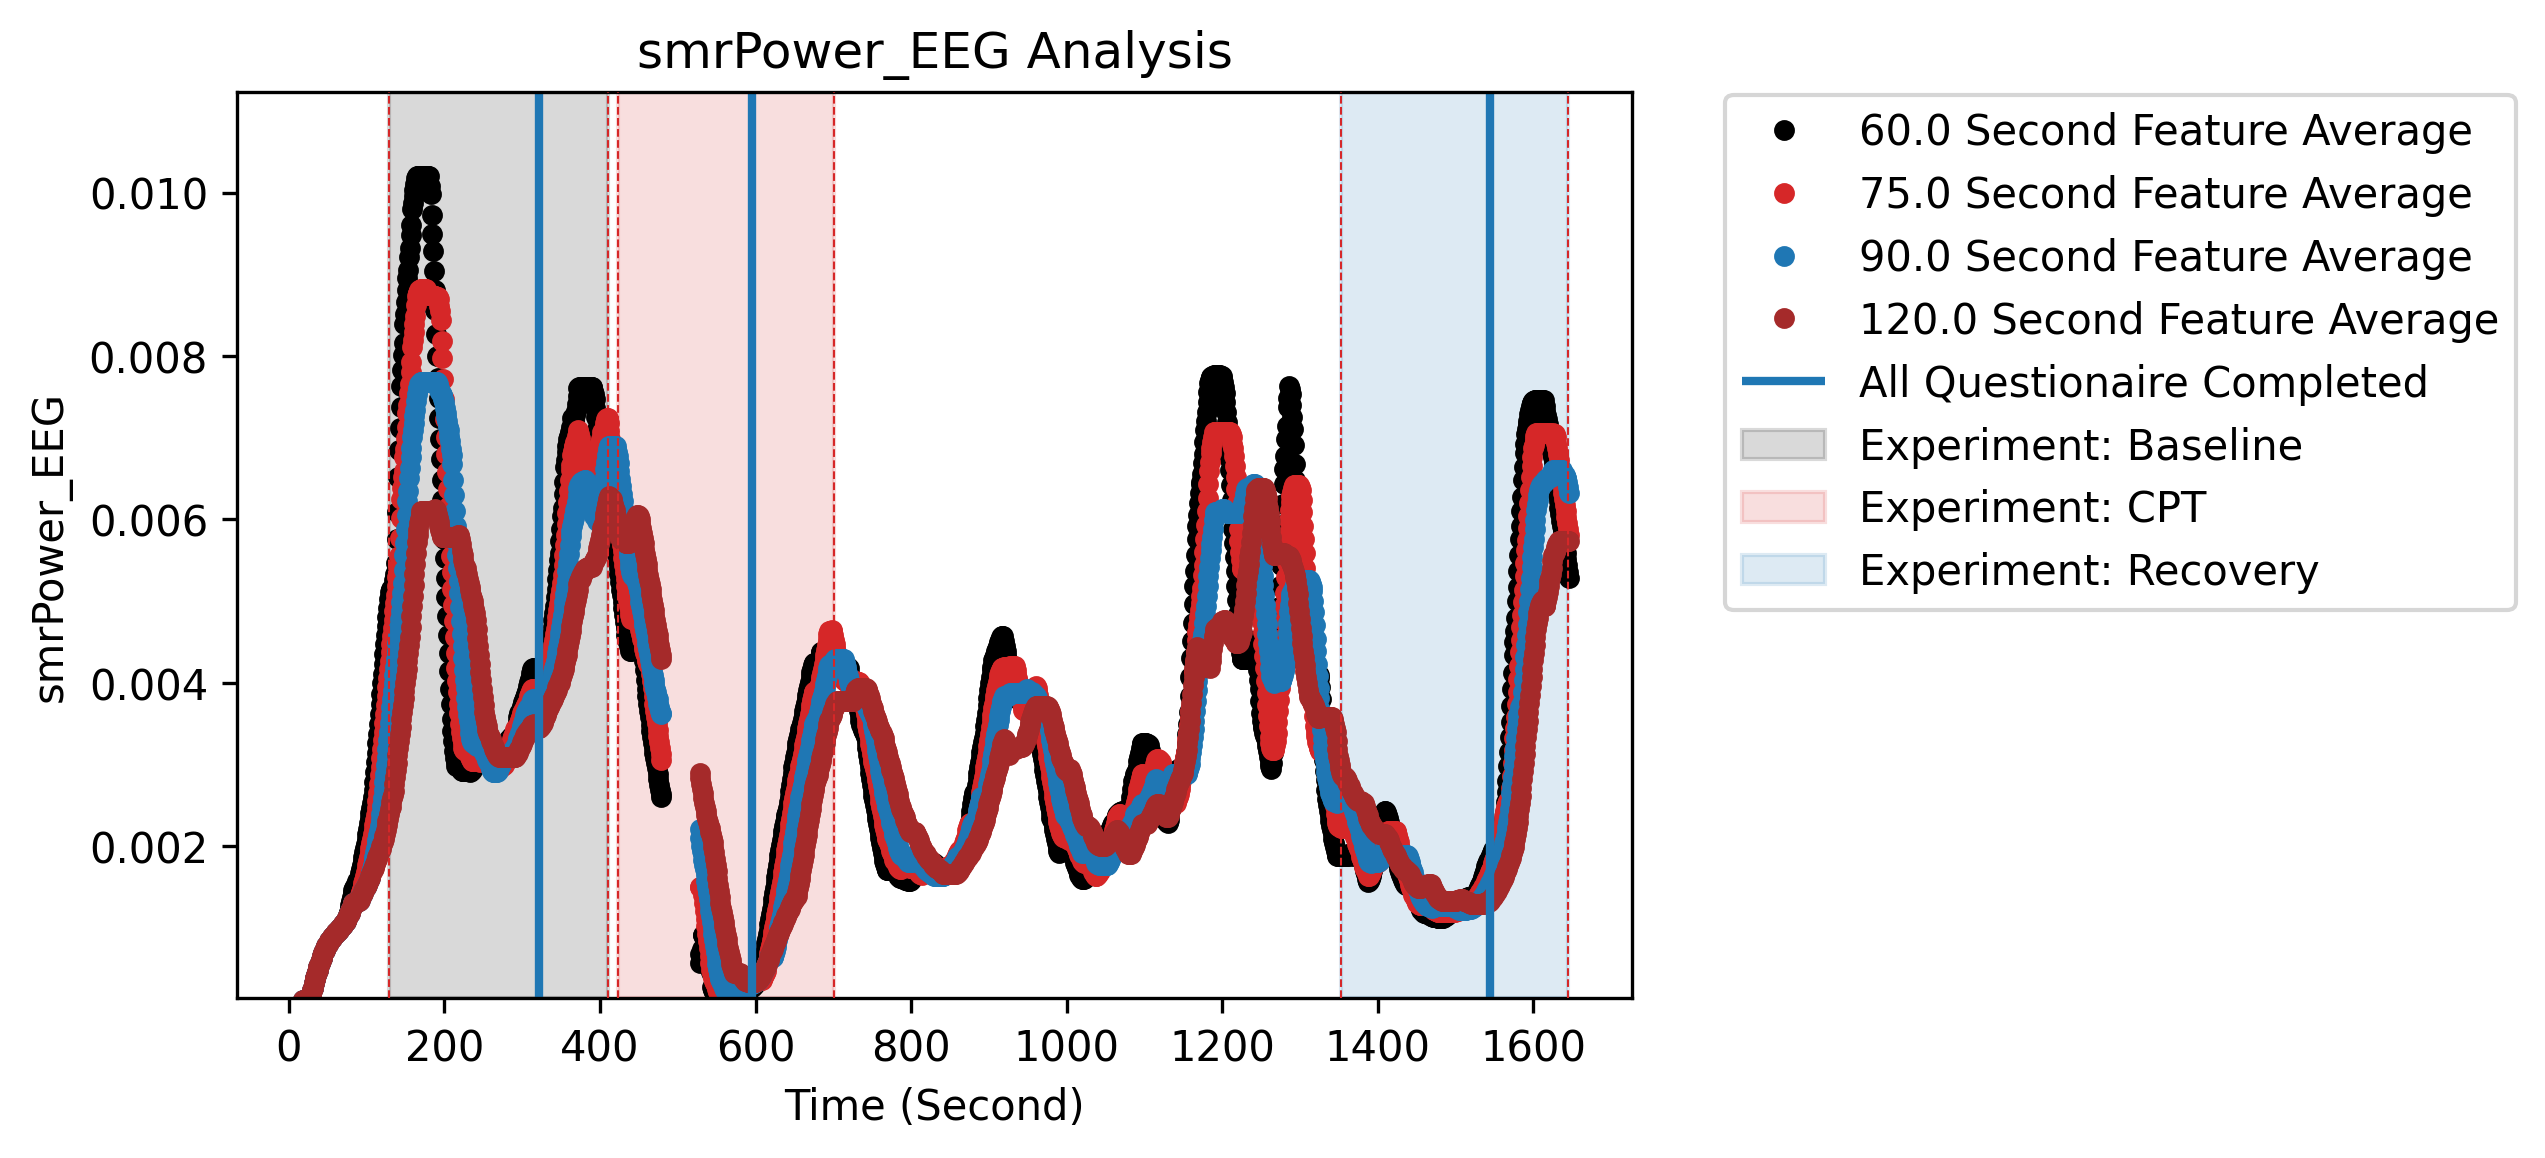 smrPower_EEG Analysis
smrPower_EEG
0.010
0.008
0.006
0.004
0.002
0 200 400 600 800 1000 1200 1400 1600
Time (Second)
60.0 Second Feature Average
75.0 Second Feature Average
90.0 Second Feature Average
120.0 Second Feature Average
All Questionaire Completed
Experiment: Baseline
Experiment: CPT
Experiment: Recovery